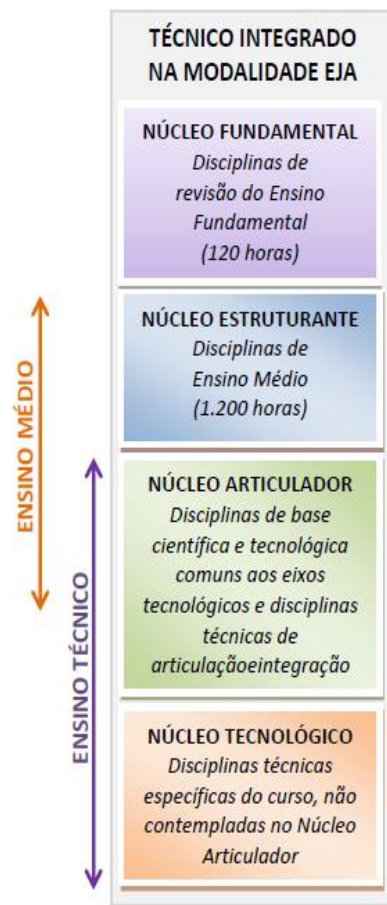 TÉCNICO INTEGRADO
NA MODALIDADE EJA
NÚCLEO FUNDAMENTAL
Disciplinas de
revisão do Ensino
Fundamental
(120 horas)
NÚCLEO ESTRUTURANTE
Disciplinas de
Ensino Médio
(1.200 horas)
NÚCLEO ARTICULADOR
Disciplinas de base
científica e tecnológica
comuns aos eixos
tecnológicos e disciplinas
técnicas de
articulaçãoeintegração
NÚCLEO TECNOLÓGICO
Disciplinas técnicas
específicas do curso, não
contempladas no Núcleo
Articulador
ENSINO MÉDIO
ENSINO TÉCNICO